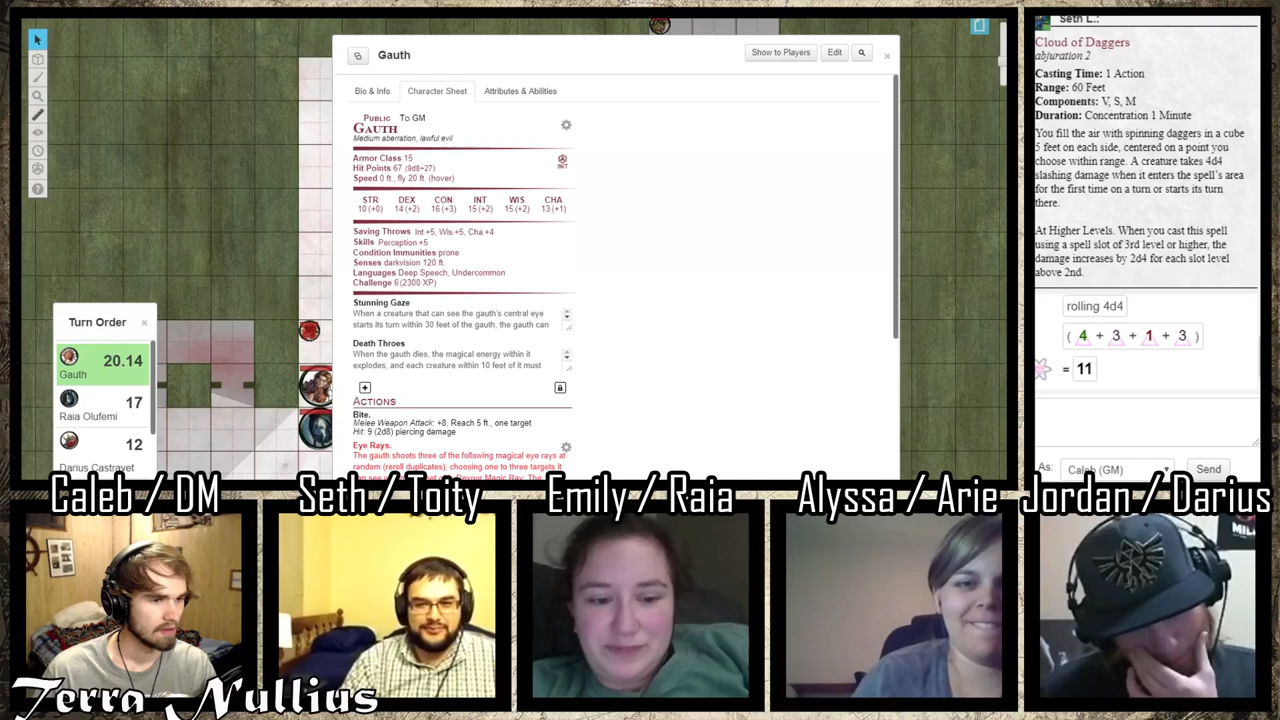 Gauth
Show to Players
Edit
Bio & Info
Character Sheet
Attributes & Abilities
PUBLIC To GM
GAUTH
Medium aberration, lawful evil
Armor Class 15
Hit Points 67 (9d8+27)
Speed 0 ft., fly 20 ft. (hover)
INIT
STR DEX CON INT WIS CHA
10 (+0) 14 (+2) 16 (+3) 15 (+2) 15 (+2) 13 (+1)
Saving Throws Int +5, Wis +5, Cha +4
Skills Perception +5
Condition Immunities prone
Senses darkvision 120 ft.
Languages Deep Speech, Undercommon
Challenge 6 (2300 XP)
Stunning Gaze
When a creature that can see the gauth's central eye
starts its turn within 30 feet of the gauth, the gauth can
Death Throes
When the gauth dies, the magical energy within it
explodes, and each creature within 10 feet of it must
ACTIONS
Bite.
Melee Weapon Attack: +8, Reach 5 ft., one target
Hit: 9 (2d8) piercing damage
Eye Rays.
The gauth shoots three of the following magical eye rays at
random (reroll duplicates), choosing one to three targets it
Turn Order
Gauth
20.14
Raia Olufemi
17
Darius Castravet
12
Seth L.:
Cloud of Daggers
abjuration 2
Casting Time: 1 Action
Range: 60 Feet
Components: V, S, M
Duration: Concentration 1 Minute
You fill the air with spinning daggers in a cube
5 feet on each side, centered on a point you
choose within range. A creature takes 4d4
slashing damage when it enters the spell's area
for the first time on a turn or starts its turn
there.
At Higher Levels. When you cast this spell
using a spell slot of 3rd level or higher, the
damage increases by 2d4 for each slot level
above 2nd.
rolling 4d4
( 4 + 3 + 1 + 3 )
= 11
As:
Caleb (GM)
Send
Caleb / DM
Seth / Toity
Emily / Raia
Alyssa / Arie
Jordan / Darius
Terra Nullius